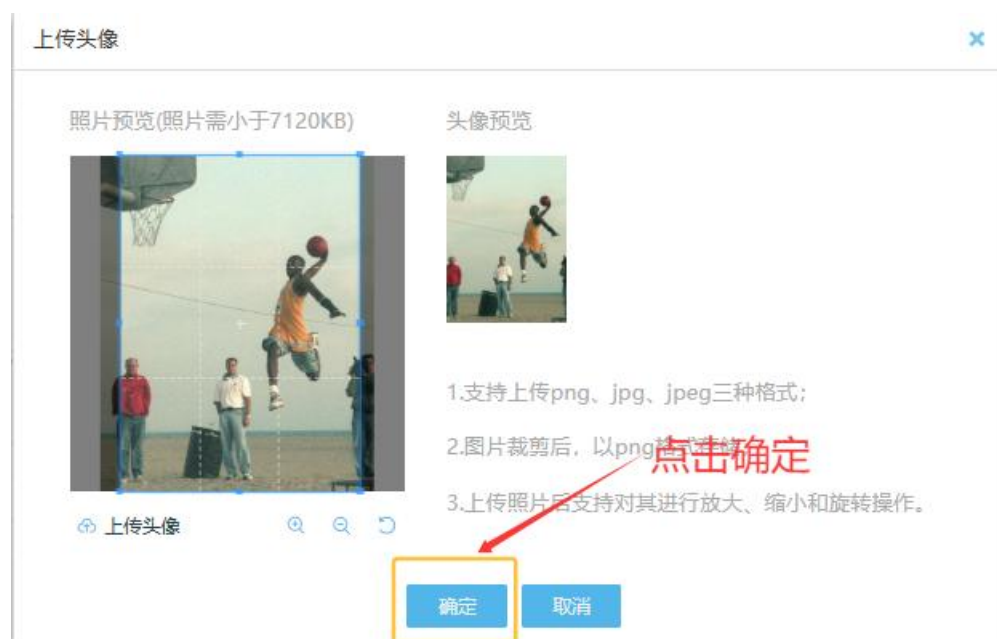 上传头像
照片预览(照片需小于7120KB)
头像预览
1.支持上传png、jpg、jpeg三种格式;
2.图片裁剪后，以png格式存储
点击确定
3.上传照片后支持对其进行放大、缩小和旋转操作。
上传头像
确定
取消